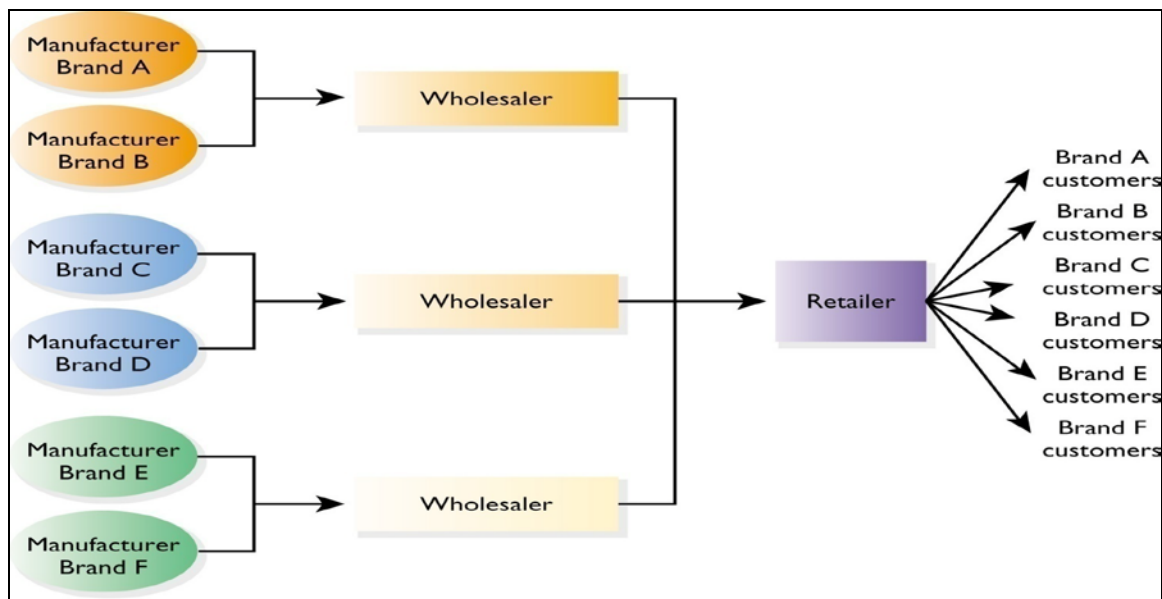 Manufacturer
Brand A
Manufacturer
Brand B
Manufacturer
Brand C
Manufacturer
Brand D
Manufacturer
Brand E
Manufacturer
Brand F
Wholesaler
Wholesaler
Wholesaler
Retailer
Brand A
customers
Brand B
customers
Brand C
customers
Brand D
customers
Brand E
customers
Brand F
customers